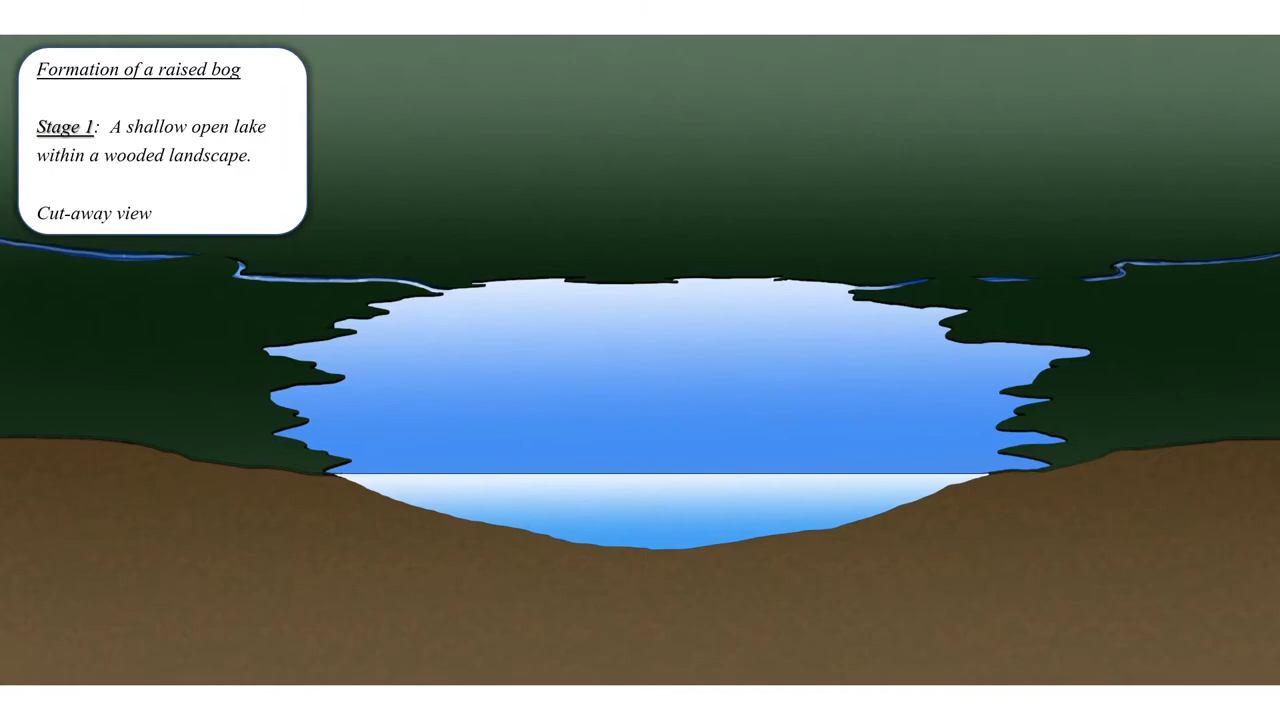 Formation of a raised bog
Stage 1:  A shallow open lake
within a wooded landscape.
Cut-away view